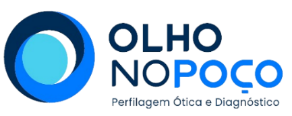 OLHO
NOPOÇO
Perfilagem Ótica e Diagnóstico